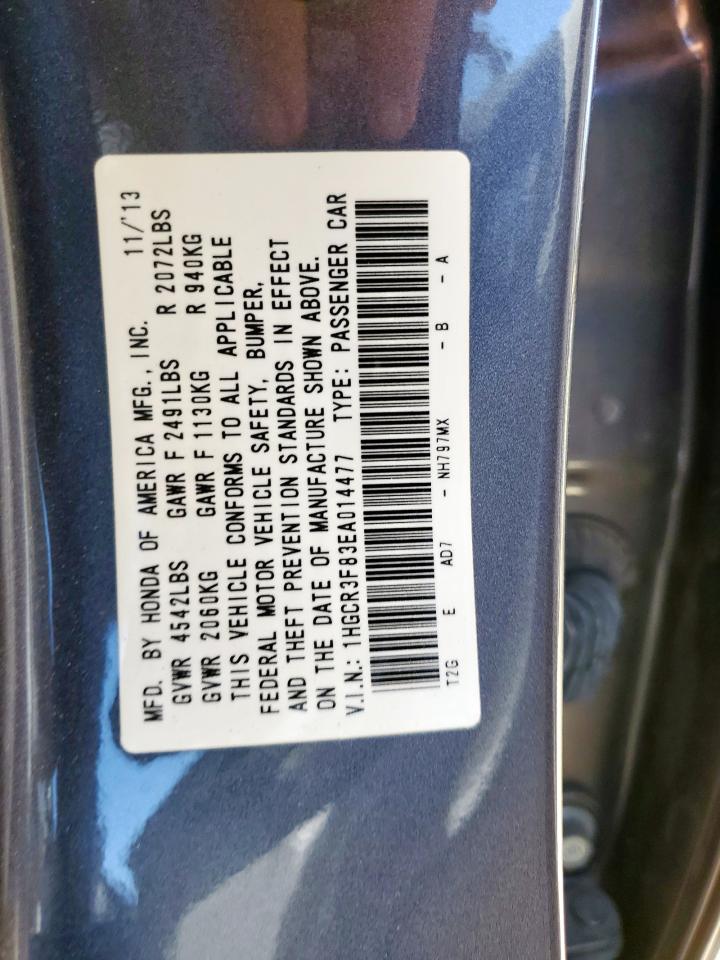 MFD. BY HONDA OF AMERICA MFG., INC. 11/'13
GVWR 4542LBS GAWR F 2491LBS R 2072LBS
GVWR 2060KG GAWR F 1130KG R 940KG
THIS VEHICLE CONFORMS TO ALL APPLICABLE
FEDERAL MOTOR VEHICLE SAFETY, BUMPER,
AND THEFT PREVENTION STANDARDS IN EFFECT
ON THE DATE OF MANUFACTURE SHOWN ABOVE.
V.I.N.: 1HGCR3F83EA014477 TYPE: PASSENGER CAR
T2G E AD7 - NH797MX - B - A